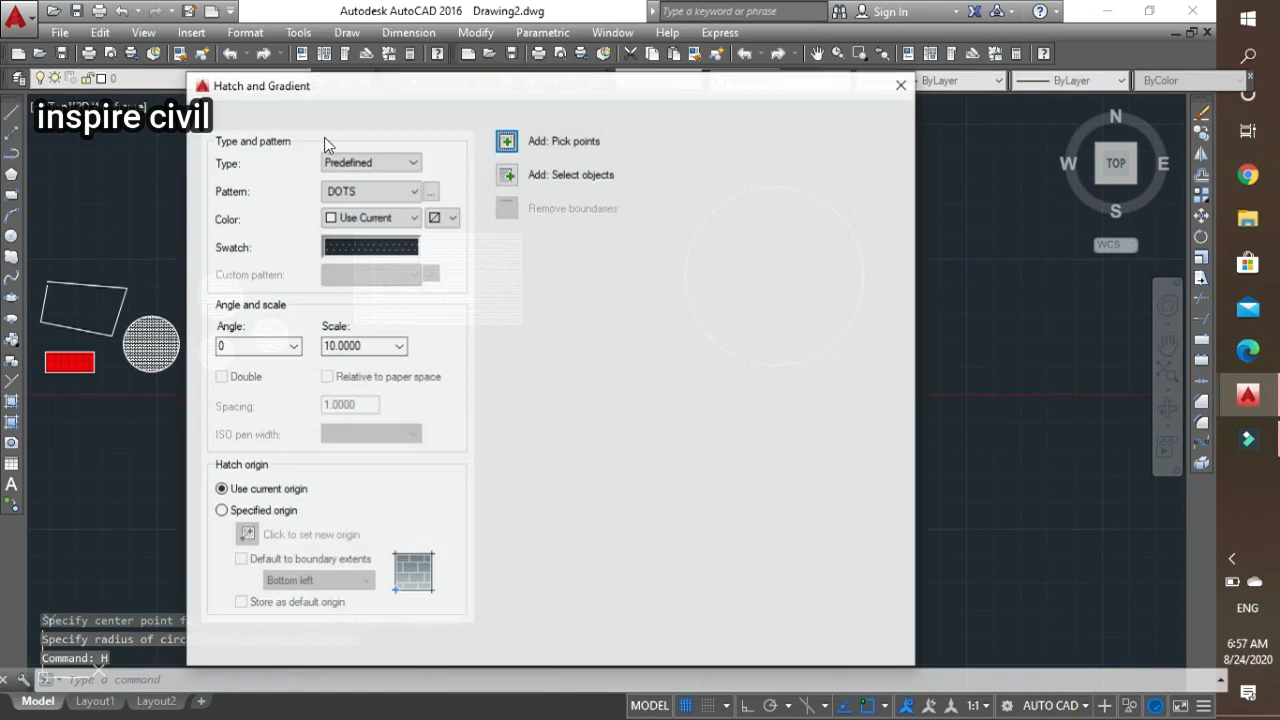 Autodesk AutoCAD 2016 Drawing2.dwg
Type a keyword or phrase
Sign In
File Edit View Insert Format Tools Draw Dimension Modify Parametric Window Help Express
0
ByLayer
ByLayer
ByColor
inspire civil
Hatch and Gradient
Type and pattern
Type: Predefined
Pattern: DOTS ...
Color: Use Current
Swatch:
Custom pattern:
Angle and scale
Angle: Scale:
0 10.0000
Double Relative to paper space
Spacing: 1.0000
ISO pen width:
Hatch origin
Use current origin
Specified origin
Click to set new origin
Default to boundary extents
Bottom left
Store as default origin
Add: Pick points
Add: Select objects
Remove boundaries
N
W TOP E
S
WCS
Specify center point f
Specify radius of circ
Command: H
Type a command
Model Layout1 Layout2 +
MODEL 1:1 AUTO CAD
ENG
6:57 AM
8/24/2020